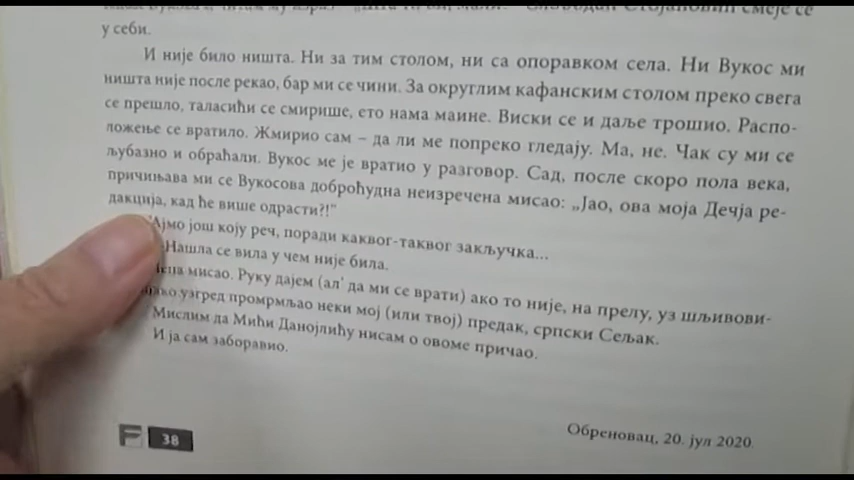 смеје се
у себи.
И није било ништа. Ни за тим столом, ни са опоравком села. Ни Вукос ми
ништа није после рекао, бар ми се чини. За округлим кафанским столом преко свега
се прешло, таласићи се смирише, ето нама маине. Виски се и даље трошио. Распо-
ложење се вратило. Жмирио сам – да ли ме попреко гледају. Ма, не. Чак су ми се
љубазно и обраћали. Вукос ме је вратио у разговор. Сад, после скоро пола века,
причињава ми се Вукосова доброћудна неизречена мисао: „Јао, ова моја Дечја ре-
дакција, кад ће више одрасти?!"
Ајмо још коју реч, поради каквог-таквог закључка...
Нашла се вила у чем није била.
мисао. Руку дајем (ал' да ми се врати) ако то није, на прелу, уз шљивови-
узгред промрмљао неки мој (или твој) предак, српски Сељак.
Мислим да Мићи Данојлићу нисам о овоме причао.
И ја сам заборавио.
Обреновац, 20. јул 2020.
F 38